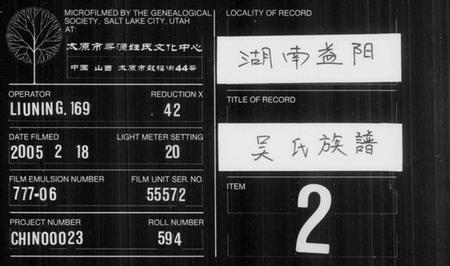 MICROFILMED BY THE GENEALOGICAL
SOCIETY, SALT LAKE CITY, UTAH
AT:
太原市寻源姓氏文化中心
中国 山西 太原市鼓楼街44号
OPERATOR
LIUNING. 169
REDUCTION X
42
DATE FILMED
2005 2 18
LIGHT METER SETTING
20
FILM EMULSION NUMBER
777-06
FILM UNIT SER. NO.
55572
PROJECT NUMBER
CHIN00023
ROLL NUMBER
594
LOCALITY OF RECORD
湖南益阳
TITLE OF RECORD
吴氏族譜
ITEM
2